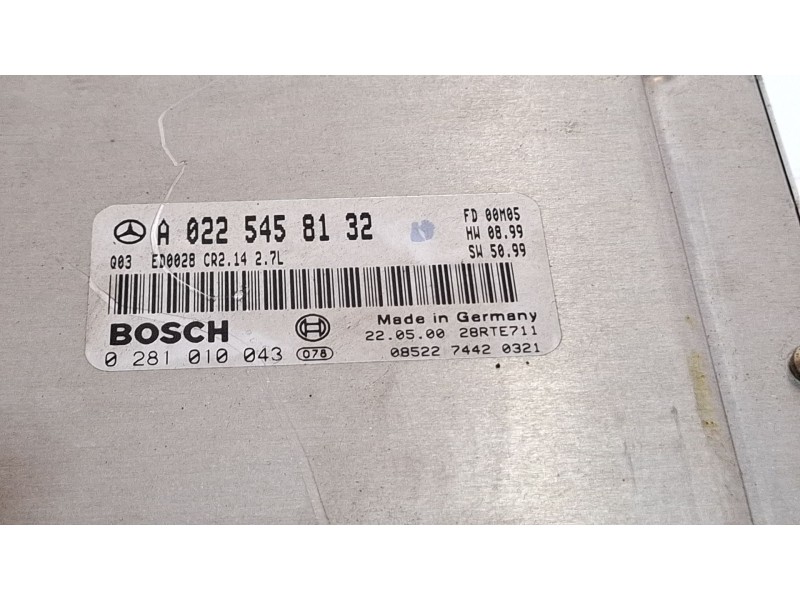 A 022 545 81 32
FD 00M05
HW 08.99
SW 50.99
Q03 ED0028 CR2.14 2.7L
BOSCH
Made in Germany
22.05.00 28RTE711
0 281 010 043 078
08522 7442 0321